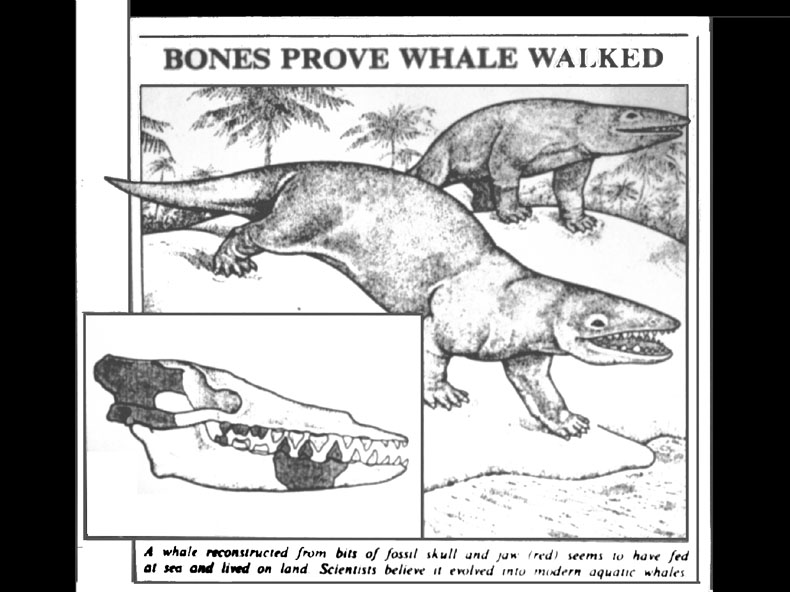 BONES PROVE WHALE WALKED
A whale reconstructed from bits of fossil skull and jaw (red) seems to have fed
at sea and lived on land. Scientists believe it evolved into modern aquatic whales